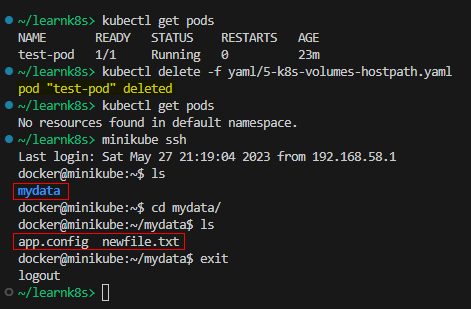 ~/learnk8s> kubectl get pods
NAME       READY   STATUS    RESTARTS   AGE
test-pod   1/1     Running   0          23m
~/learnk8s> kubectl delete -f yaml/5-k8s-volumes-hostpath.yaml
pod "test-pod" deleted
~/learnk8s> kubectl get pods
No resources found in default namespace.
~/learnk8s> minikube ssh
Last login: Sat May 27 21:19:04 2023 from 192.168.58.1
docker@minikube:~$ ls
mydata
docker@minikube:~$ cd mydata/
docker@minikube:~/mydata$ ls
app.config  newfile.txt
docker@minikube:~/mydata$ exit
logout
~/learnk8s>